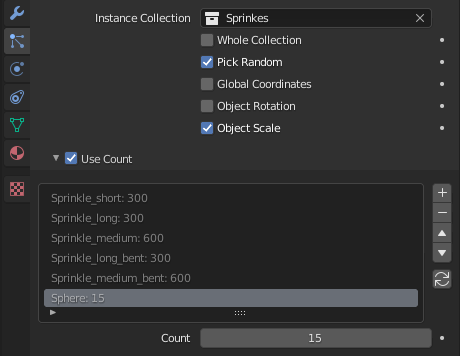 Instance Collection Sprinkes
Whole Collection
Pick Random
Global Coordinates
Object Rotation
Object Scale
Use Count
Sprinkle_short: 300
Sprinkle_long: 300
Sprinkle_medium: 600
Sprinkle_long_bent: 300
Sprinkle_medium_bent: 600
Sphere: 15
Count 15